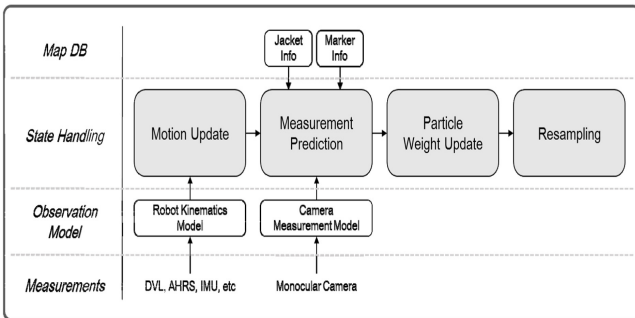 Map DB
Jacket
Info
Marker
Info
State Handling
Motion Update
Measurement
Prediction
Particle
Weight Update
Resampling
Observation
Model
Robot Kinematics
Model
Camera
Measurement Model
Measurements
DVL, AHRS, IMU, etc
Monocular Camera